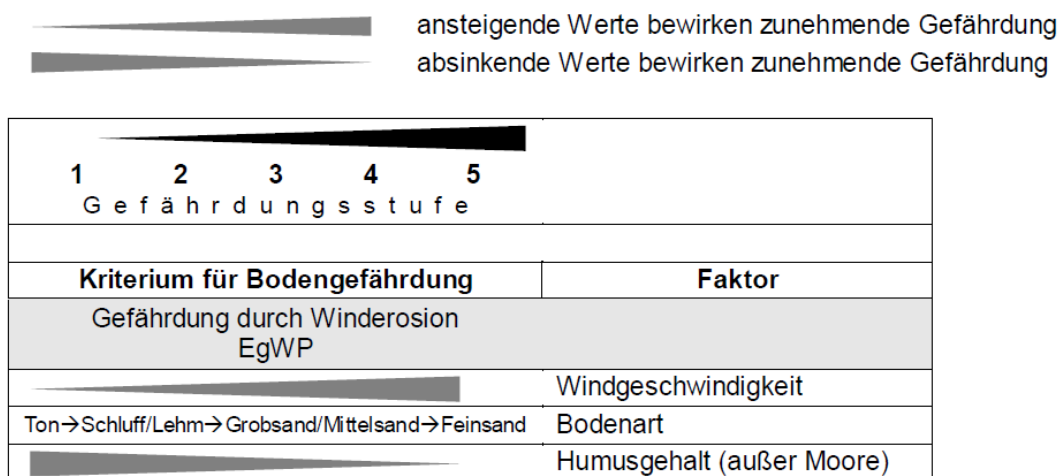 ansteigende Werte bewirken zunehmende Gefährdung
absinkende Werte bewirken zunehmende Gefährdung
1 2 3 4 5
Gefährdungsstufe
Kriterium für Bodengefährdung Faktor
Gefährdung durch Winderosion
EgWP
Windgeschwindigkeit
Ton→Schluff/Lehm→Grobsand/Mittelsand→Feinsand Bodenart
Humusgehalt (außer Moore)